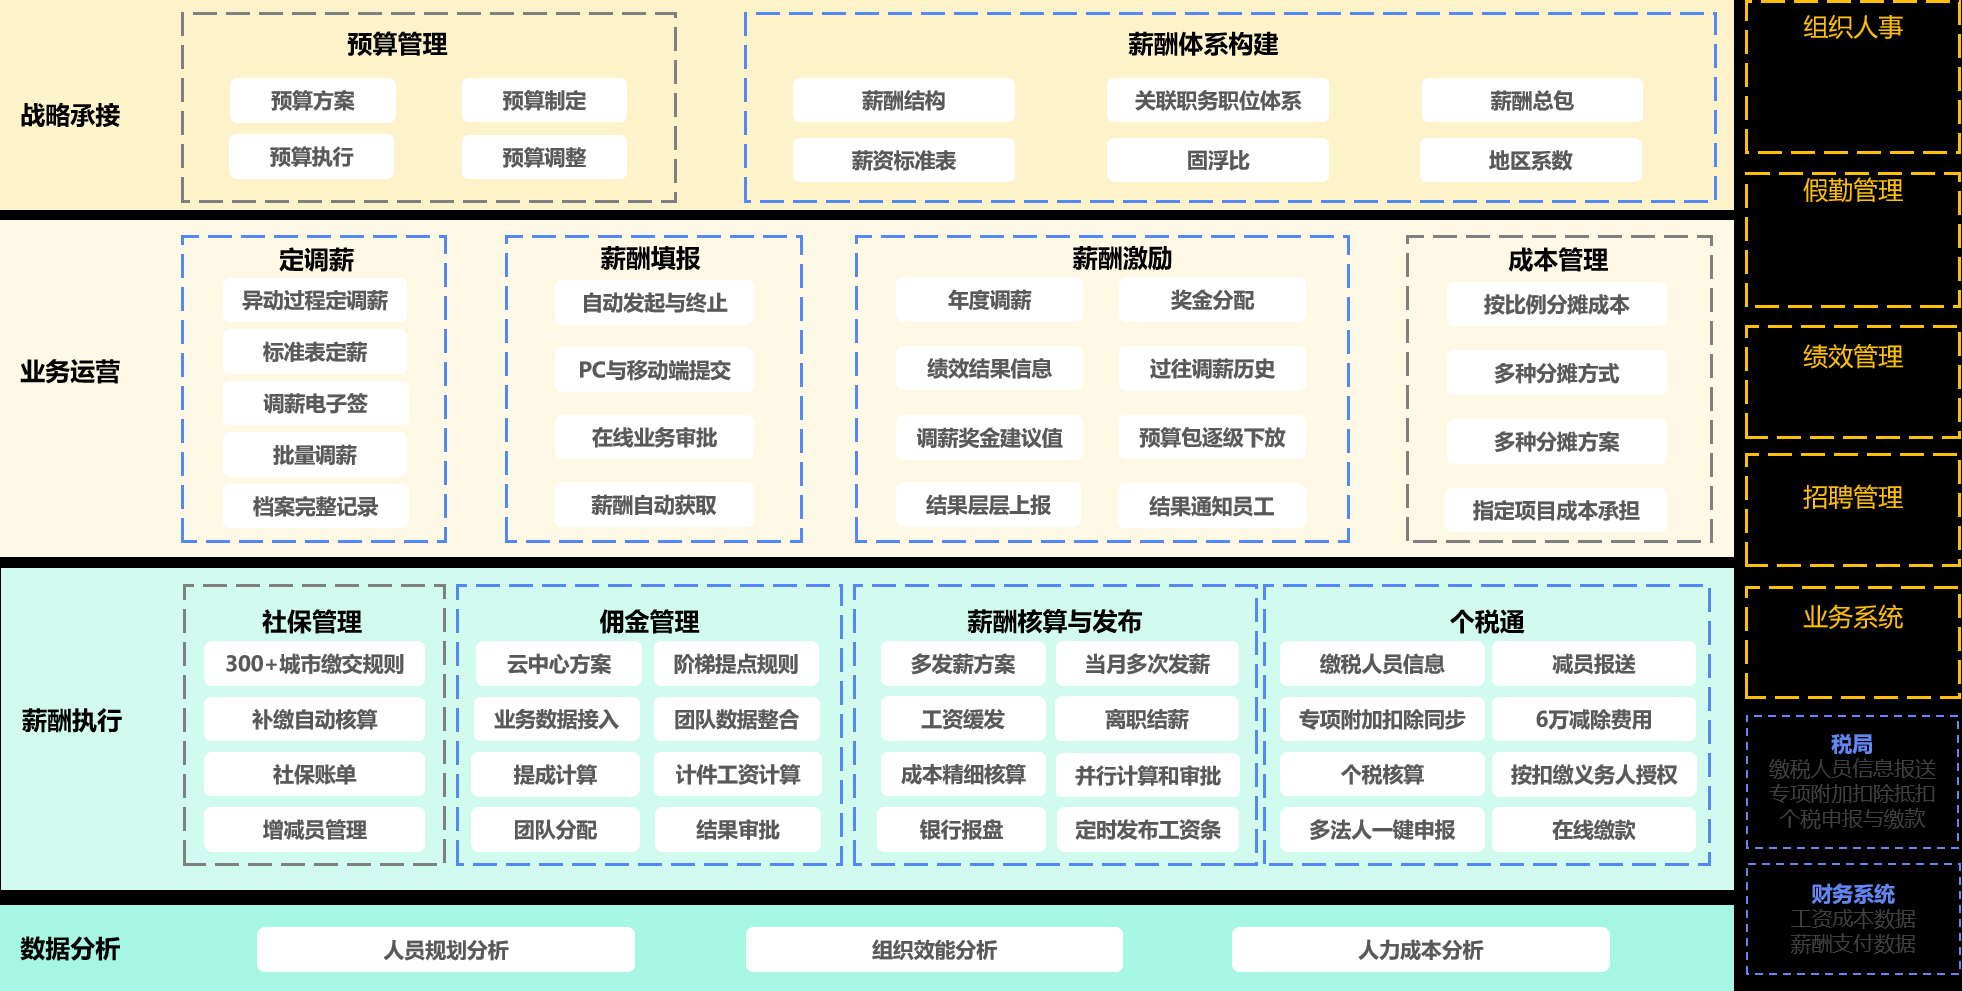 战略承接
预算管理
预算方案
预算制定
预算执行
预算调整
薪酬体系构建
薪酬结构
关联职务职位体系
薪酬总包
薪资标准表
固浮比
地区系数
业务运营
定调薪
异动过程定调薪
标准表定薪
调薪电子签
批量调薪
档案完整记录
薪酬填报
自动发起与终止
PC与移动端提交
在线业务审批
薪酬自动获取
薪酬激励
年度调薪
奖金分配
绩效结果信息
过往调薪历史
调薪奖金建议值
预算包逐级下放
结果层层上报
结果通知员工
成本管理
按比例分摊成本
多种分摊方式
多种分摊方案
指定项目成本承担
薪酬执行
社保管理
300+城市缴交规则
补缴自动核算
社保账单
增减员管理
佣金管理
云中心方案
阶梯提点规则
业务数据接入
团队数据整合
提成计算
计件工资计算
团队分配
结果审批
薪酬核算与发布
多发薪方案
当月多次发薪
工资缓发
离职结薪
成本精细核算
并行计算和审批
银行报盘
定时发布工资条
个税通
缴税人员信息
减员报送
专项附加扣除同步
6万减除费用
个税核算
按扣缴义务人授权
多法人一键申报
在线缴款
数据分析
人员规划分析
组织效能分析
人力成本分析
组织人事
假勤管理
绩效管理
招聘管理
业务系统
税局
缴税人员信息报送
专项附加扣除抵扣
个税申报与缴款
财务系统
工资成本数据
薪酬支付数据